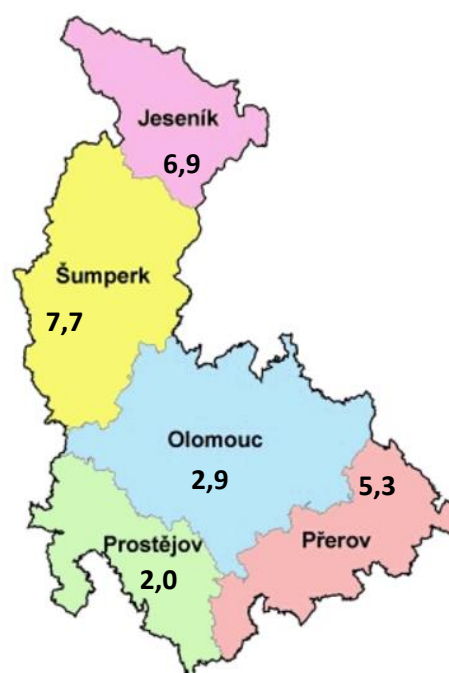 Jeseník
6,9
Šumperk
7,7
Olomouc
2,9
5,3
Přerov
Prostějov
2,0